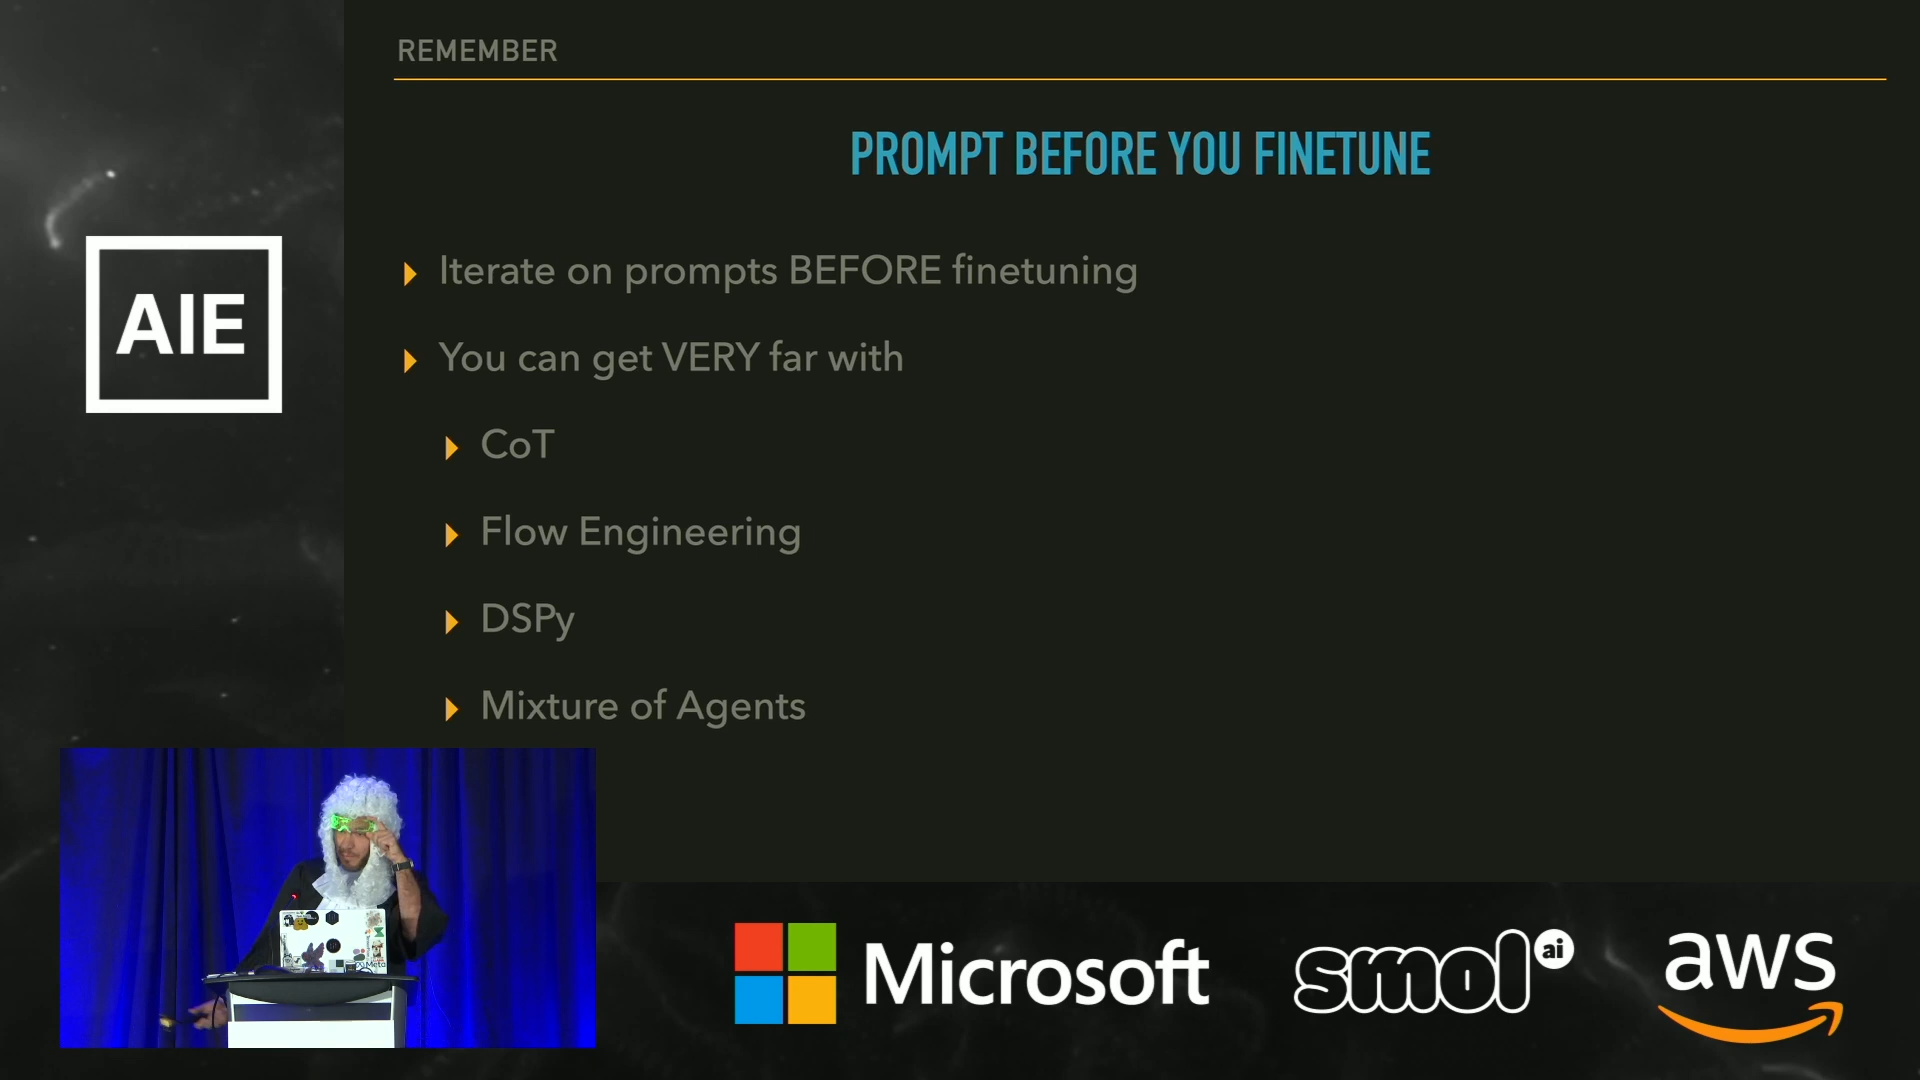 REMEMBER
PROMPT BEFORE YOU FINETUNE
Iterate on prompts BEFORE finetuning
You can get VERY far with
CoT
Flow Engineering
DSPy
Mixture of Agents
AIE
Meta
Microsoft
smol ai
aws